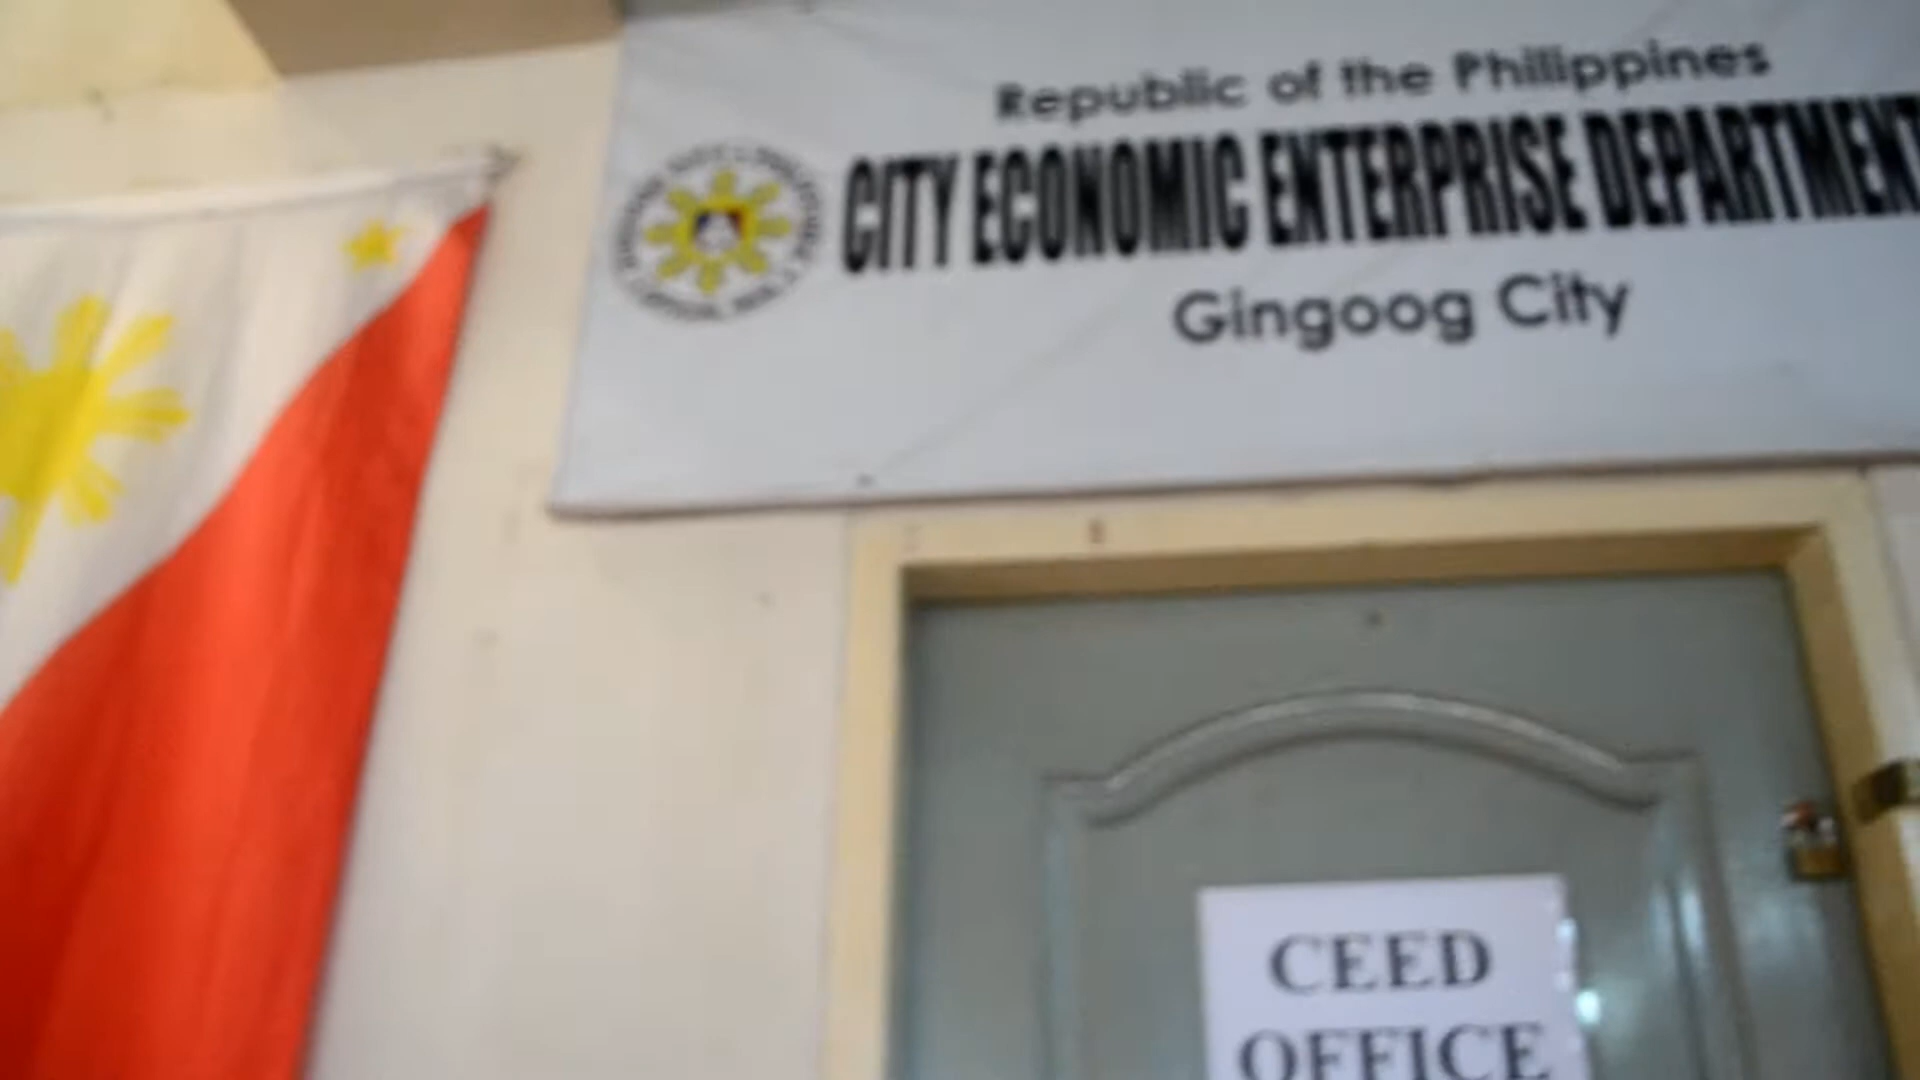 Republic of the Philippines
CITY ECONOMIC ENTERPRISE DEPARTMENT
Gingoog City
CEED
OFFICE